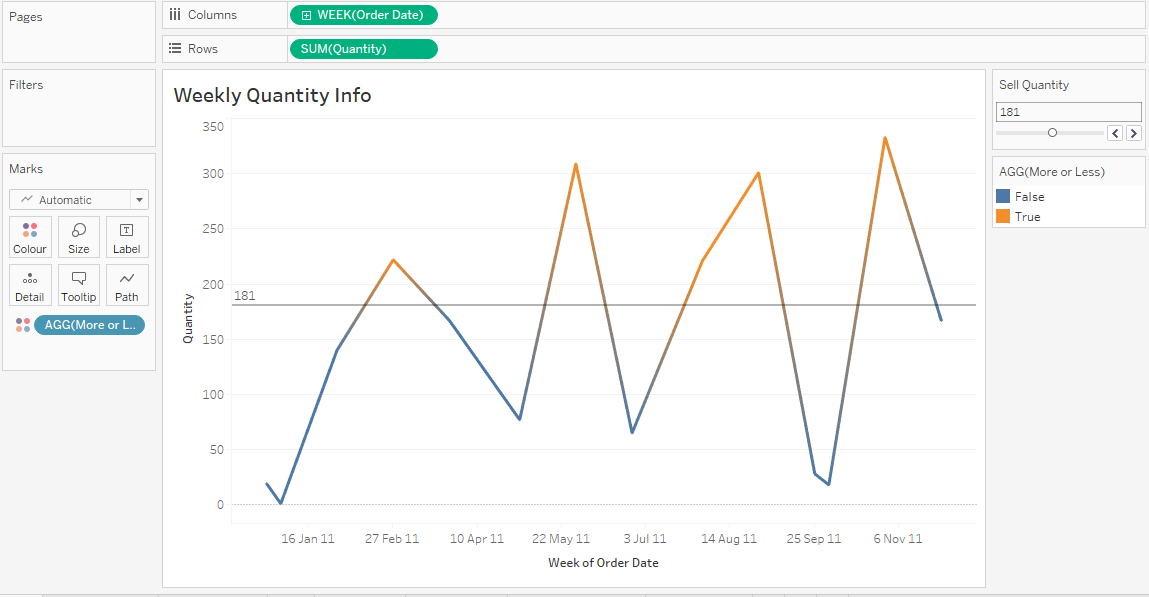 Pages
Columns
WEEK(Order Date)
Rows
SUM(Quantity)
Filters
Marks
Automatic
Colour Size Label
Detail Tooltip Path
AGG(More or L..
Weekly Quantity Info
350
300
250
200
150
100
50
0
Quantity
181
16 Jan 11 27 Feb 11 10 Apr 11 22 May 11 3 Jul 11 14 Aug 11 25 Sep 11 6 Nov 11
Week of Order Date
Sell Quantity
181
AGG(More or Less)
False
True